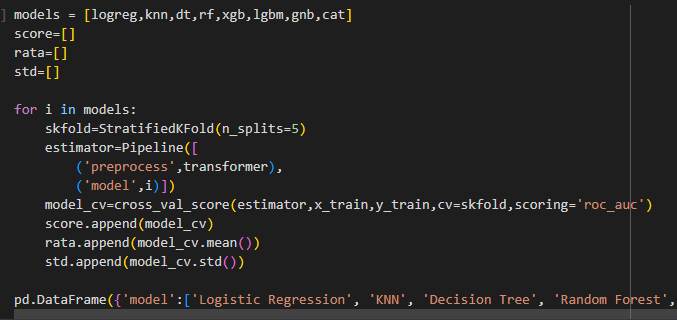 ] models = [logreg,knn,dt,rf,xgb,lgbm,gnb,cat]
score=[]
rata=[]
std=[]
for i in models:
skfold=StratifiedKFold(n_splits=5)
estimator=Pipeline([
('preprocess',transformer),
('model',i)])
model_cv=cross_val_score(estimator,x_train,y_train,cv=skfold,scoring='roc_auc')
score.append(model_cv)
rata.append(model_cv.mean())
std.append(model_cv.std())
pd.DataFrame({'model':['Logistic Regression', 'KNN', 'Decision Tree', 'Random Forest',